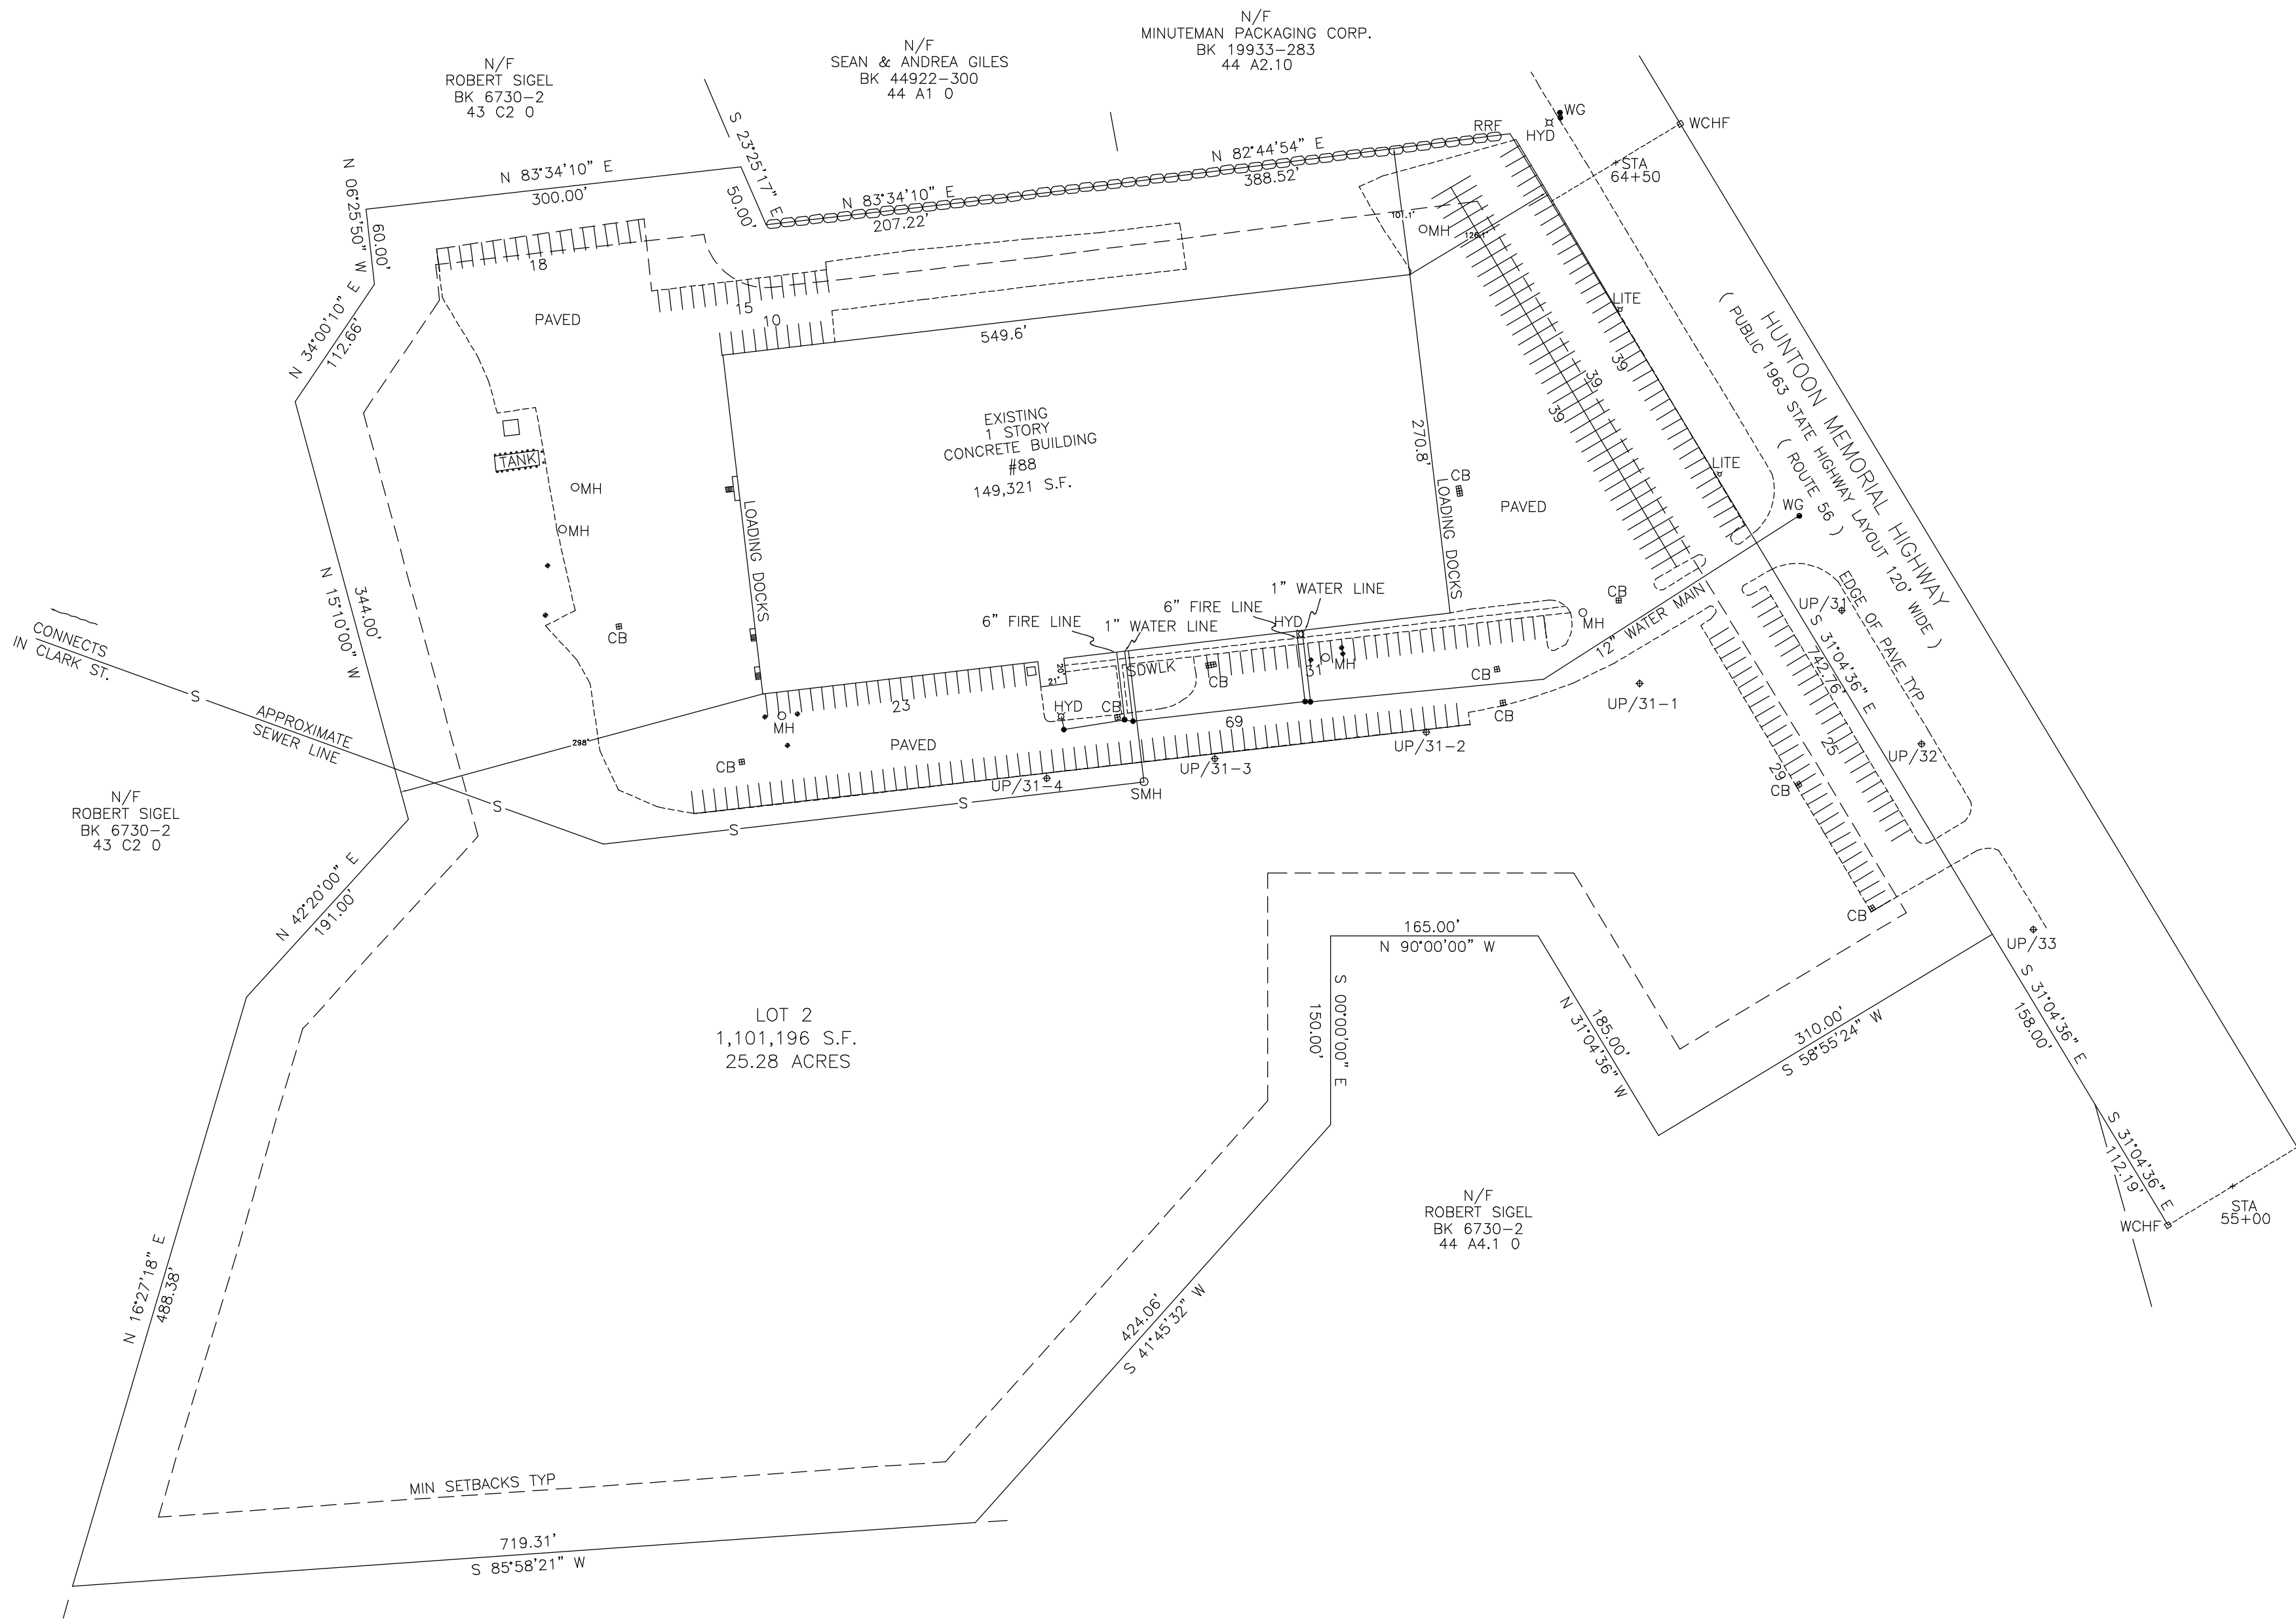 N/F
MINUTEMAN PACKAGING CORP.
BK 19933-283
44 A2.10
N/F
SEAN & ANDREA GILES
BK 44922-300
44 A1 0
N/F
ROBERT SIGEL
BK 6730-2
43 C2 0
S 23°25'17" E
50.00'
N 83°34'10" E
300.00'
N 83°34'10" E
207.22'
N 82°44'54" E
388.52'
RRF
HYD
WG
WCHF
STA
64+50
N 06°25'50" W
60.00'
N 34°00'10" E
112.66'
18
15
10
PAVED
101.1'
126.1'
MH
LITE
39
39
39
LITE
HUNTOON MEMORIAL HIGHWAY
( PUBLIC 1963 STATE HIGHWAY LAYOUT 120' WIDE )
( ROUTE 56 )
549.6'
270.8'
EXISTING
1 STORY
CONCRETE BUILDING
#88
149,321 S.F.
TANK
MH
MH
LOADING DOCKS
LOADING DOCKS
CB
PAVED
WG
N 15°10'00" W
344.00'
CB
CONNECTS
IN CLARK ST.
S
APPROXIMATE
SEWER LINE
S
S
S
298'
6" FIRE LINE
1" WATER LINE
6" FIRE LINE
1" WATER LINE
HYD
20'
21'
SDWLK
CB
31
MH
MH
CB
12" WATER MAIN
CB
CB
HYD
CB
69
23
MH
PAVED
CB
UP/31-4
SMH
UP/31-3
UP/31-2
UP/31-1
UP/31
EDGE OF PAVE TYP
S 31°04'36" E
742.76'
25
29
CB
UP/32
CB
UP/33
N/F
ROBERT SIGEL
BK 6730-2
43 C2 0
N 42°20'00" E
191.00'
165.00'
N 90°00'00" W
S 00°00'00" E
150.00'
185.00'
N 31°04'36" W
310.00'
S 58°55'24" W
S 31°04'36" E
158.00'
S 31°04'36" E
112.19'
WCHF
STA
55+00
LOT 2
1,101,196 S.F.
25.28 ACRES
N/F
ROBERT SIGEL
BK 6730-2
44 A4.1 0
N 16°27'18" E
488.38'
424.06'
S 41°45'32" W
MIN SETBACKS TYP
719.31'
S 85°58'21" W